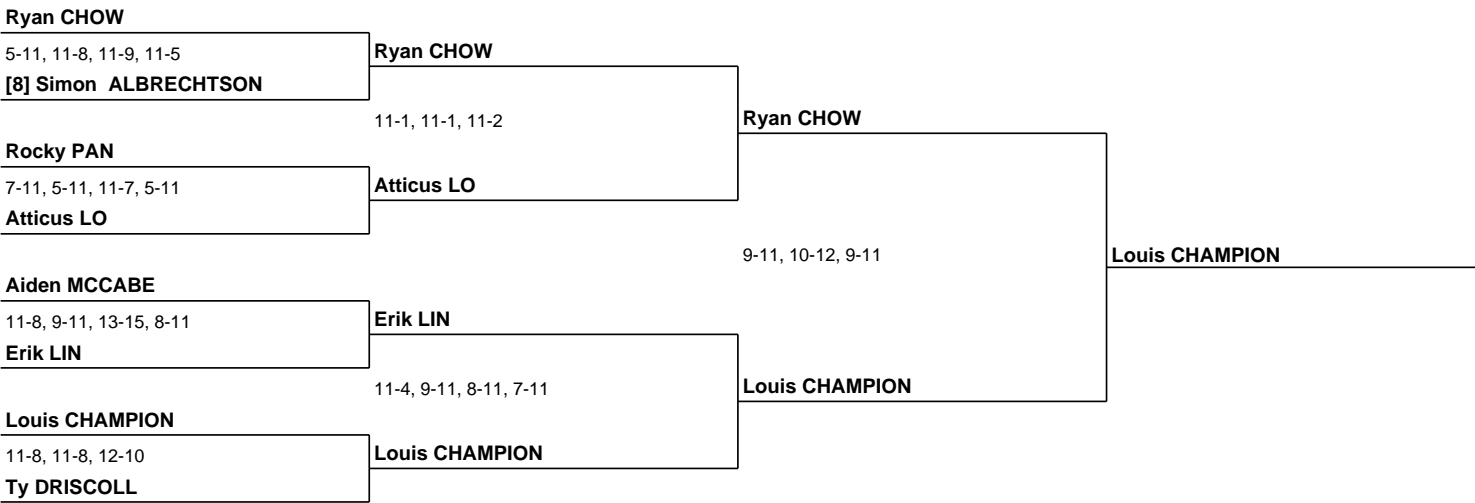 Ryan CHOW
5-11, 11-8, 11-9, 11-5
[8] Simon ALBRECHTSON
Ryan CHOW
11-1, 11-1, 11-2
Ryan CHOW
Rocky PAN
7-11, 5-11, 11-7, 5-11
Atticus LO
Atticus LO
9-11, 10-12, 9-11
Louis CHAMPION
Aiden MCCABE
11-8, 9-11, 13-15, 8-11
Erik LIN
Erik LIN
11-4, 9-11, 8-11, 7-11
Louis CHAMPION
Louis CHAMPION
11-8, 11-8, 12-10
Ty DRISCOLL
Louis CHAMPION